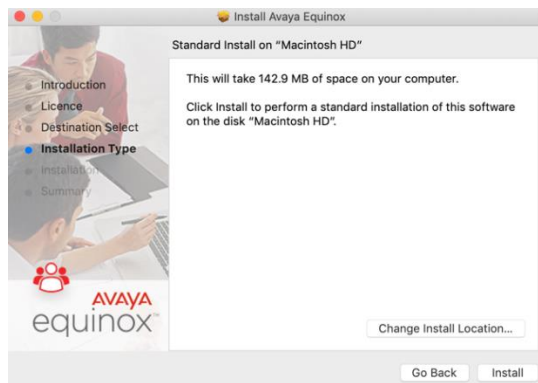 Install Avaya Equinox
Standard Install on “Macintosh HD”
Introduction
Licence
Destination Select
Installation Type
Installation
Summary
This will take 142.9 MB of space on your computer.
Click Install to perform a standard installation of this software
on the disk “Macintosh HD”.
AVAYA
equinox™
Change Install Location...
Go Back
Install